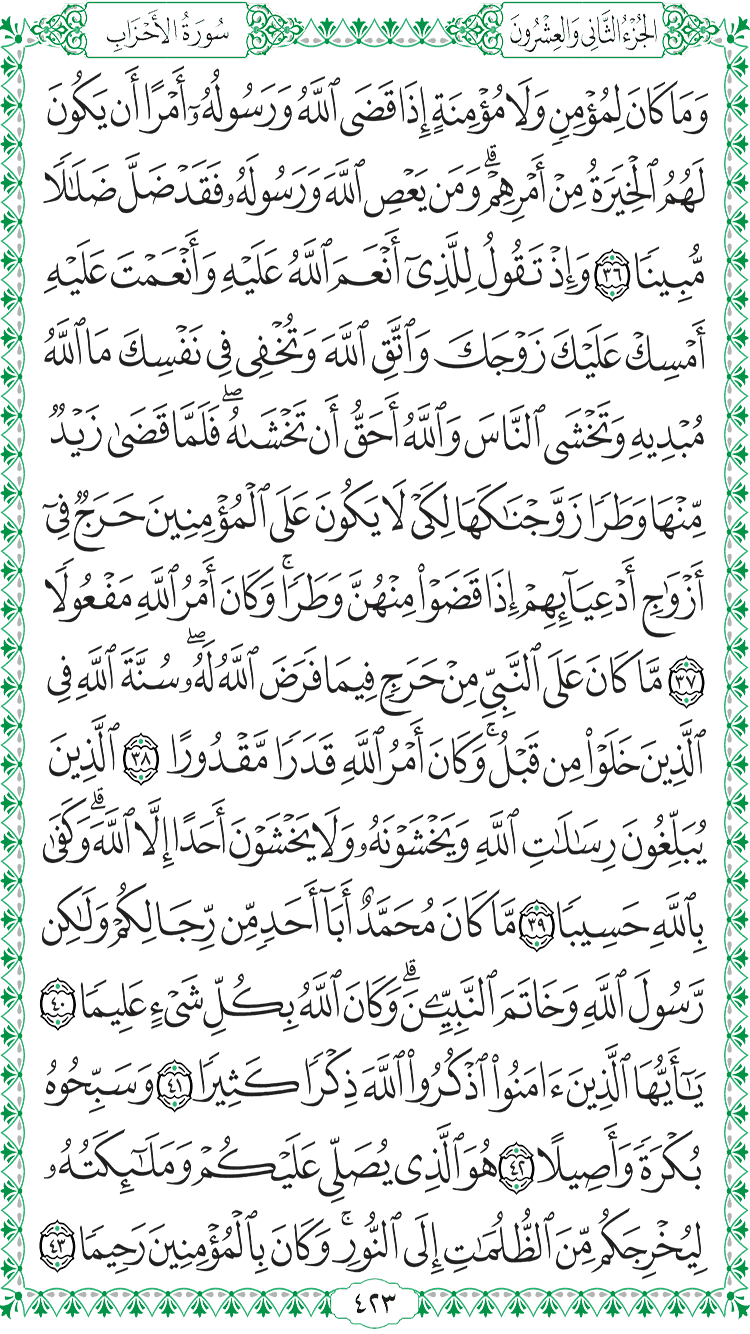 الجُزْءُ الثَّانِي وَالعِشْرُونَ
سُورَةُ الأَحْزَابِ
وَمَا كَانَ لِمُؤْمِنٍ وَلَا مُؤْمِنَةٍ إِذَا قَضَى ٱللَّهُ وَرَسُولُهُۥٓ أَمْرًا أَن يَكُونَ
لَهُمُ ٱلْخِيَرَةُ مِنْ أَمْرِهِمْۗ وَمَن يَعْصِ ٱللَّهَ وَرَسُولَهُۥ فَقَدْ ضَلَّ ضَلَٰلًا
مُّبِينًا ٣٦ وَإِذْ تَقُولُ لِلَّذِىٓ أَنْعَمَ ٱللَّهُ عَلَيْهِ وَأَنْعَمْتَ عَلَيْهِ
أَمْسِكْ عَلَيْكَ زَوْجَكَ وَٱتَّقِ ٱللَّهَ وَتُخْفِى فِى نَفْسِكَ مَا ٱللَّهُ
مُبْدِيهِ وَتَخْشَى ٱلنَّاسَ وَٱللَّهُ أَحَقُّ أَن تَخْشَىٰهُۖ فَلَمَّا قَضَىٰ زَيْدٌ
مِّنْهَا وَطَرًا زَوَّجْنَٰكَهَا لِكَىْ لَا يَكُونَ عَلَى ٱلْمُؤْمِنِينَ حَرَجٌ فِىٓ
أَزْوَٰجِ أَدْعِيَآئِهِمْ إِذَا قَضَوْا۟ مِنْهُنَّ وَطَرًاۚ وَكَانَ أَمْرُ ٱللَّهِ مَفْعُولًا
٣٧ مَّا كَانَ عَلَى ٱلنَّبِىِّ مِنْ حَرَجٍ فِيمَا فَرَضَ ٱللَّهُ لَهُۥۖ سُنَّةَ ٱللَّهِ فِى
ٱلَّذِينَ خَلَوْا۟ مِن قَبْلُۚ وَكَانَ أَمْرُ ٱللَّهِ قَدَرًا مَّقْدُورًا ٣٨ ٱلَّذِينَ
يُبَلِّغُونَ رِسَٰلَٰتِ ٱللَّهِ وَيَخْشَوْنَهُۥ وَلَا يَخْشَوْنَ أَحَدًا إِلَّا ٱللَّهَۗ وَكَفَىٰ
بِٱللَّهِ حَسِيبًا ٣٩ مَّا كَانَ مُحَمَّدٌ أَبَآ أَحَدٍ مِّن رِّجَالِكُمْ وَلَٰكِن
رَّسُولَ ٱللَّهِ وَخَاتَمَ ٱلنَّبِيِّـۧنَۗ وَكَانَ ٱللَّهُ بِكُلِّ شَىْءٍ عَلِيمًا ٤٠
يَٰٓأَيُّهَا ٱلَّذِينَ ءَامَنُوا۟ ٱذْكُرُوا۟ ٱللَّهَ ذِكْرًا كَثِيرًا ٤١ وَسَبِّحُوهُ
بُكْرَةً وَأَصِيلًا ٤٢ هُوَ ٱلَّذِى يُصَلِّى عَلَيْكُمْ وَمَلَٰٓئِكَتُهُۥ
لِيُخْرِجَكُم مِّنَ ٱلظُّلُمَٰتِ إِلَى ٱلنُّورِۚ وَكَانَ بِٱلْمُؤْمِنِينَ رَحِيمًا ٤٣
٤٢٣